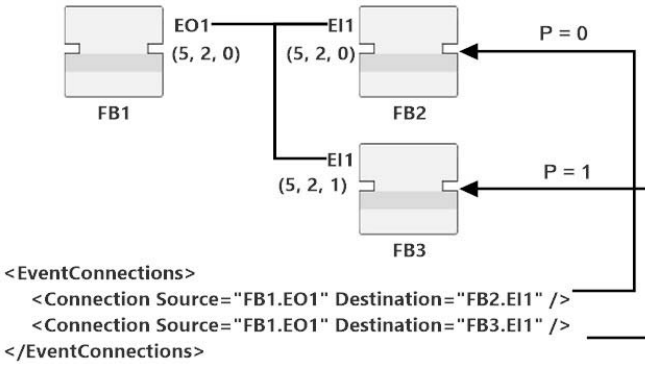 EO1 EI1 P = 0
(5, 2, 0) (5, 2, 0)
FB1 FB2
EI1
(5, 2, 1) P = 1
FB3
<EventConnections>
<Connection Source="FB1.EO1" Destination="FB2.EI1" />
<Connection Source="FB1.EO1" Destination="FB3.EI1" />
</EventConnections>